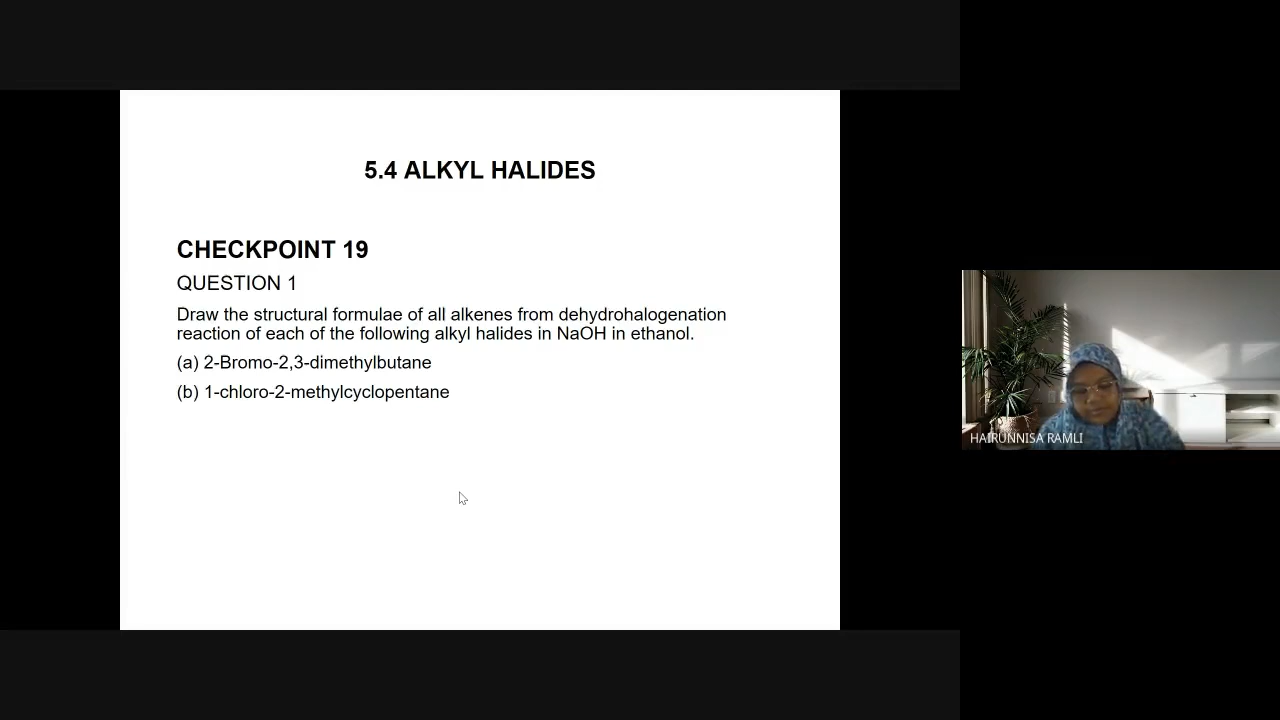 5.4 ALKYL HALIDES
CHECKPOINT 19
QUESTION 1
Draw the structural formulae of all alkenes from dehydrohalogenation
reaction of each of the following alkyl halides in NaOH in ethanol.
(a) 2-Bromo-2,3-dimethylbutane
(b) 1-chloro-2-methylcyclopentane
HAIRUNNISA RAMLI